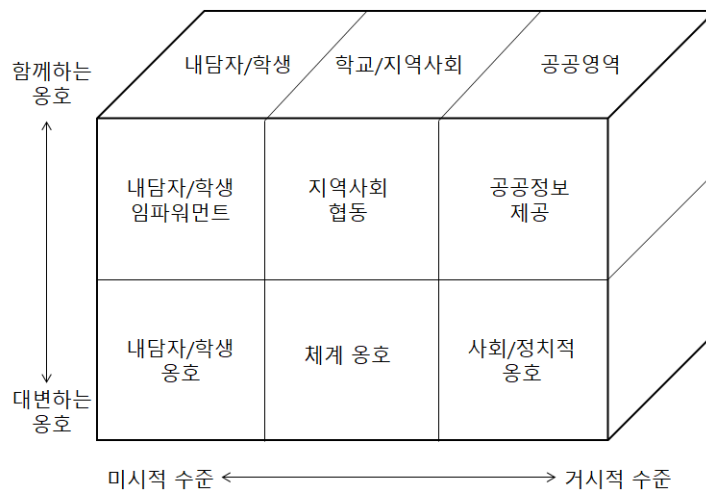 함께하는
옹호
내담자/학생
학교/지역사회
공공영역
내담자/학생
임파워먼트
지역사회
협동
공공정보
제공
내담자/학생
옹호
체계 옹호
사회/정치적
옹호
대변하는
옹호
미시적 수준
거시적 수준